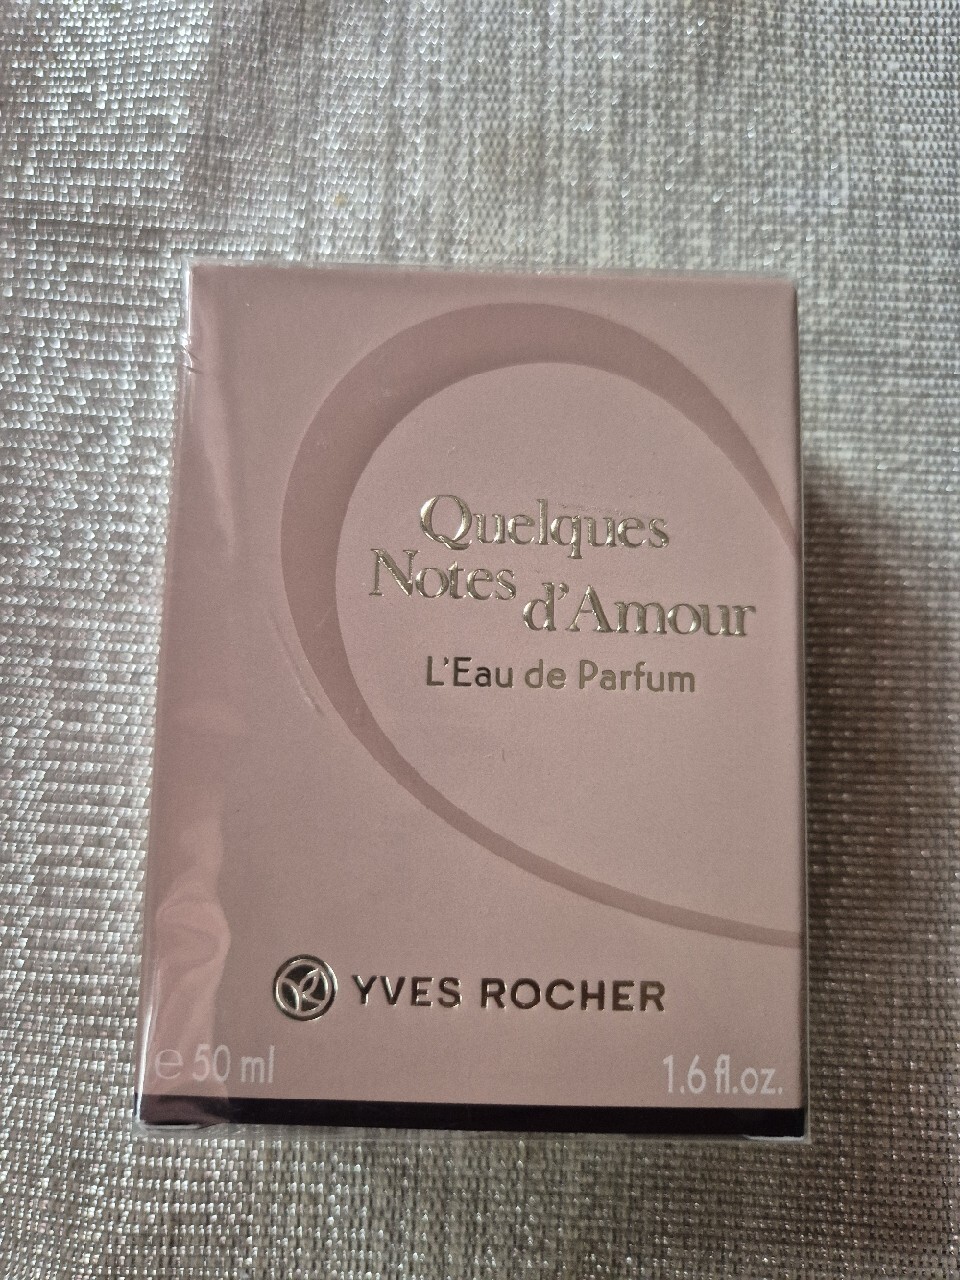 Quelques
Notes d'Amour
L'Eau de Parfum
YVES ROCHER
e 50 ml
1.6 fl.oz.